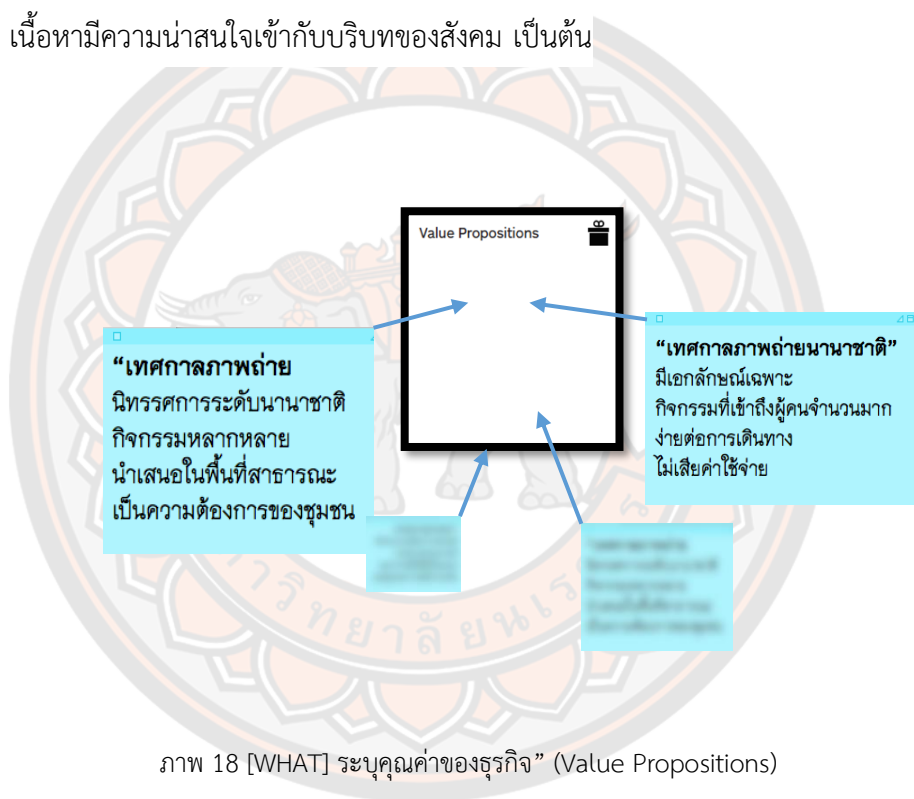 เนื้อหามีความน่าสนใจเข้ากับบริบทของสังคม เป็นต้น
Value Propositions
“เทศกาลภาพถ่าย
นิทรรศการระดับนานาชาติ
กิจกรรมหลากหลาย
นำเสนอในพื้นที่สาธารณะ
เป็นความต้องการของชุมชน
“เทศกาลภาพถ่ายนานาชาติ”
มีเอกลักษณ์เฉพาะ
กิจกรรมที่เข้าถึงผู้คนจำนวนมาก
ง่ายต่อการเดินทาง
ไม่เสียค่าใช้จ่าย
ภาพ 18 [WHAT] ระบุคุณค่าของธุรกิจ” (Value Propositions)